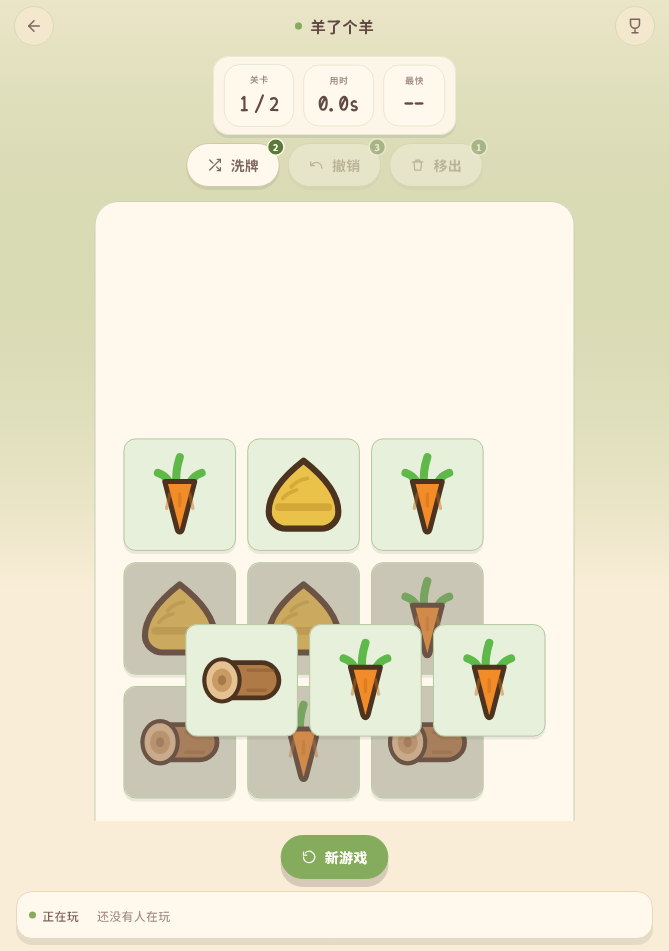 羊了个羊
关卡 用时 最快
1 / 2 0.0s --
洗牌 2 撤销 3 移出 1
新游戏
正在玩 还没有人在玩